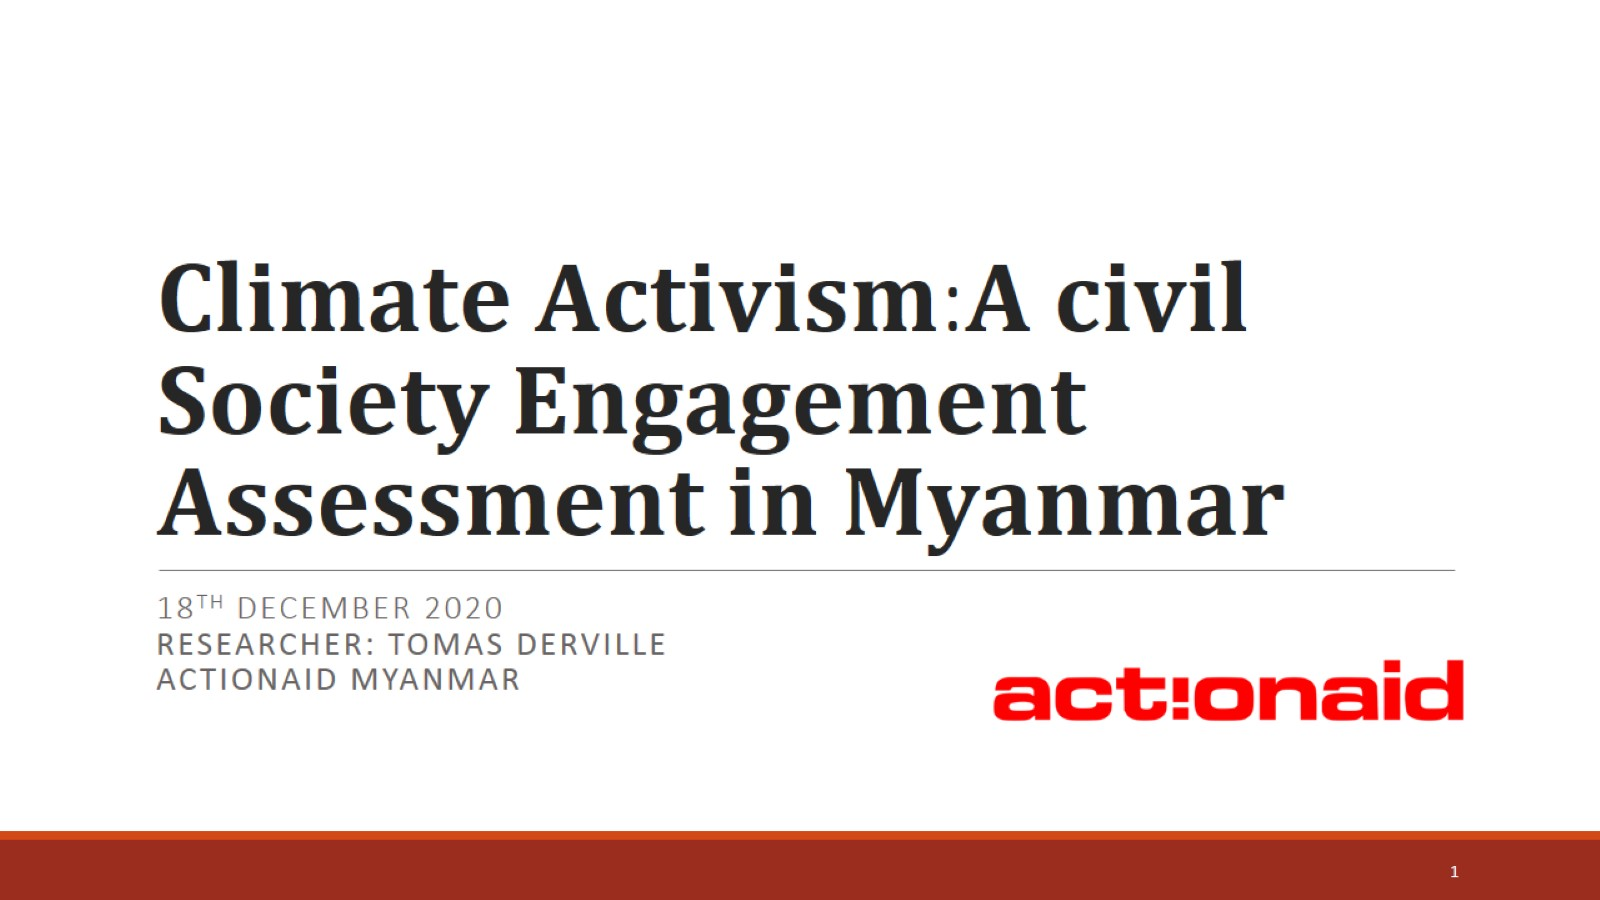 Climate Activism:A civil
Society Engagement
Assessment in Myanmar
18TH DECEMBER 2020
RESEARCHER: TOMAS DERVILLE
ACTIONAID MYANMAR
act!onaid
1